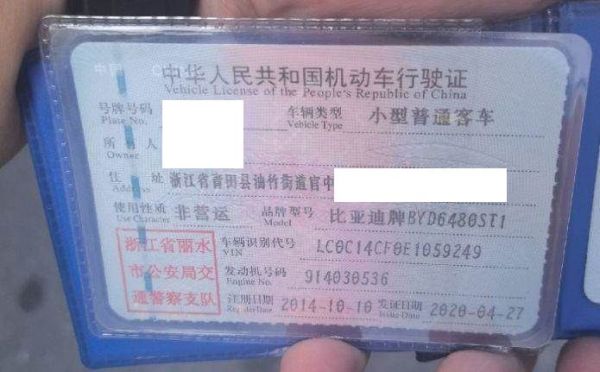 中华人民共和国机动车行驶证
Vehicle License of the People's Republic of China
号牌号码 车辆类型 小型普通客车
Plate No. Vehicle Type
所有人
Owner
住址 浙江省青田县油竹街道官中
Address
使用性质 非营运 品牌型号 比亚迪牌BYD6480ST1
Use Character Model
浙江省丽水 车辆识别代号 LC0C14CF0E1059249
VIN
市公安局交 发动机号码 914030536
Engine No.
通警察支队 注册日期 2014-10-10 发证日期 2020-04-27
Register Date Issue Date